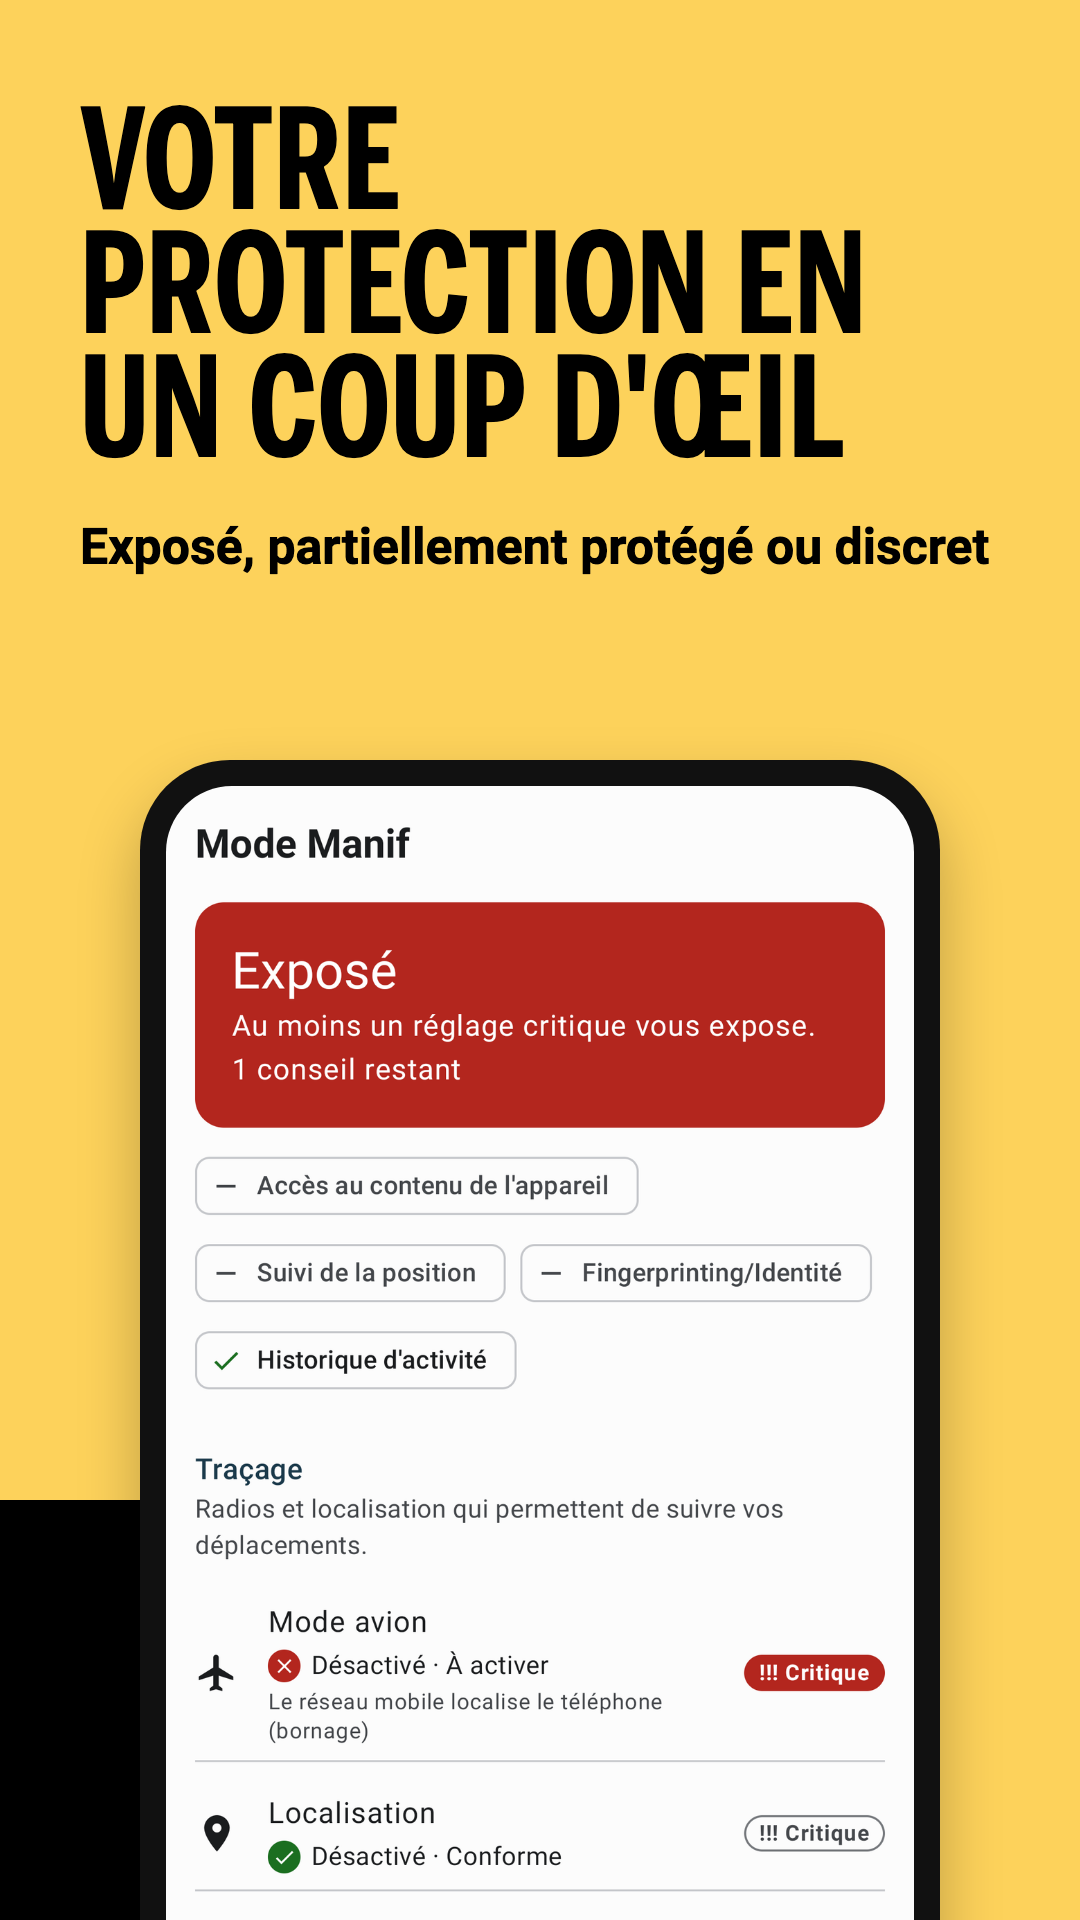 VOTRE
PROTECTION EN
UN COUP D'ŒIL
Exposé, partiellement protégé ou discret
Mode Manif
Exposé
Au moins un réglage critique vous expose.
1 conseil restant
Accès au contenu de l'appareil
Suivi de la position
Fingerprinting/Identité
Historique d'activité
Traçage
Radios et localisation qui permettent de suivre vos
déplacements.
Mode avion
Désactivé · À activer
!!! Critique
Le réseau mobile localise le téléphone
(bornage)
Localisation
!!! Critique
Désactivé · Conforme